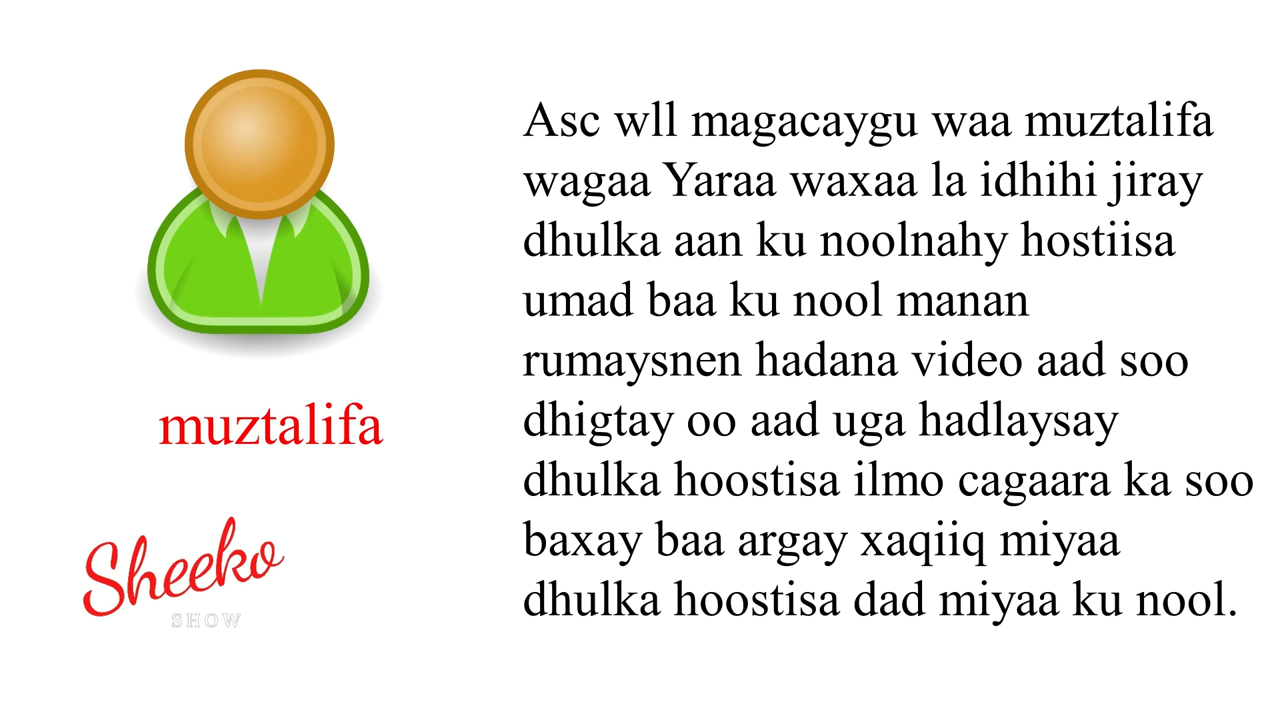 Asc wll magacaygu waa muztalifa
wagaa Yaraa waxaa la idhihi jiray
dhulka aan ku noolnahy hostiisa
umad baa ku nool manan
rumaysnen hadana video aad soo
dhigtay oo aad uga hadlaysay
dhulka hoostisa ilmo cagaara ka soo
baxay baa argay xaqiiq miyaa
dhulka hoostisa dad miyaa ku nool.
muztalifa
Sheeko
SHOW